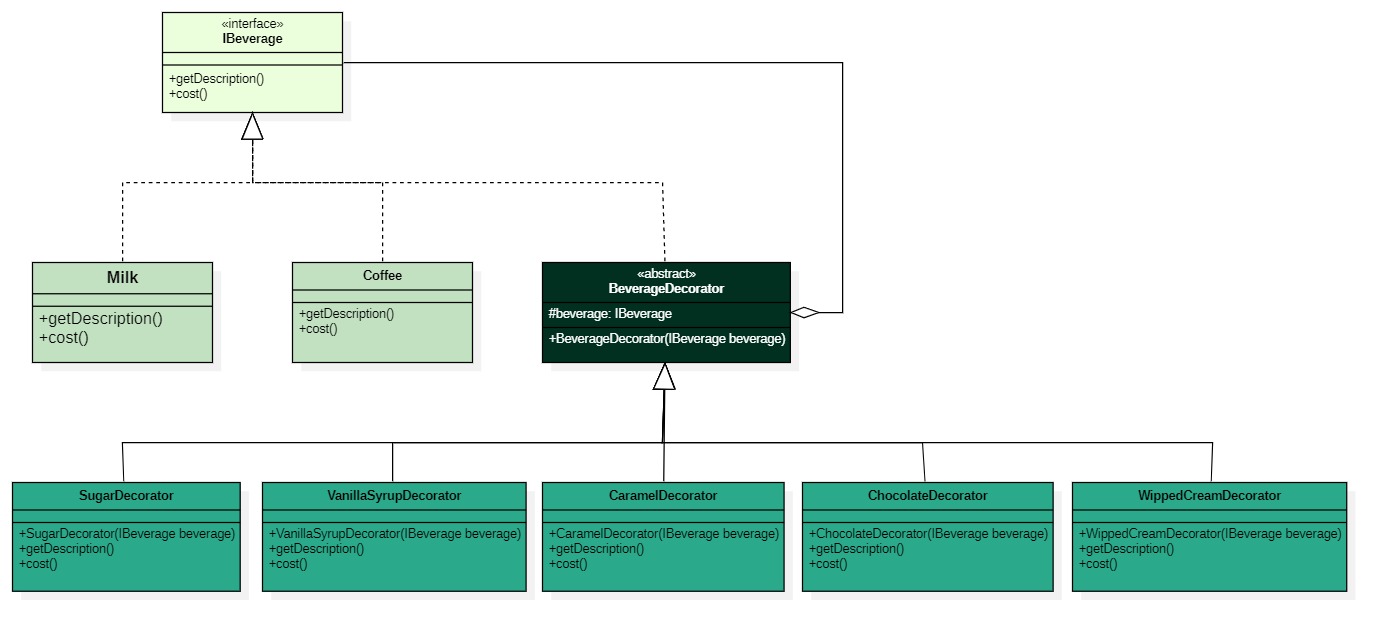 «interface»
IBeverage
+getDescription()
+cost()
Milk
+getDescription()
+cost()
Coffee
+getDescription()
+cost()
«abstract»
BeverageDecorator
#beverage: IBeverage
+BeverageDecorator(IBeverage beverage)
SugarDecorator
+SugarDecorator(IBeverage beverage)
+getDescription()
+cost()
VanillaSyrupDecorator
+VanillaSyrupDecorator(IBeverage beverage)
+getDescription()
+cost()
CaramelDecorator
+CaramelDecorator(IBeverage beverage)
+getDescription()
+cost()
ChocolateDecorator
+ChocolateDecorator(IBeverage beverage)
+getDescription()
+cost()
WippedCreamDecorator
+WippedCreamDecorator(IBeverage beverage)
+getDescription()
+cost()